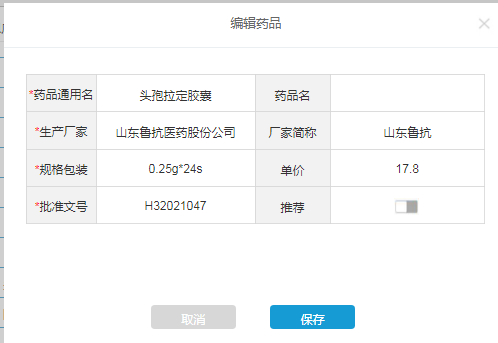 编辑药品
*药品通用名 头孢拉定胶囊 药品名
*生产厂家 山东鲁抗医药股份公司 厂家简称 山东鲁抗
*规格包装 0.25g*24s 单价 17.8
*批准文号 H32021047 推荐
取消 保存